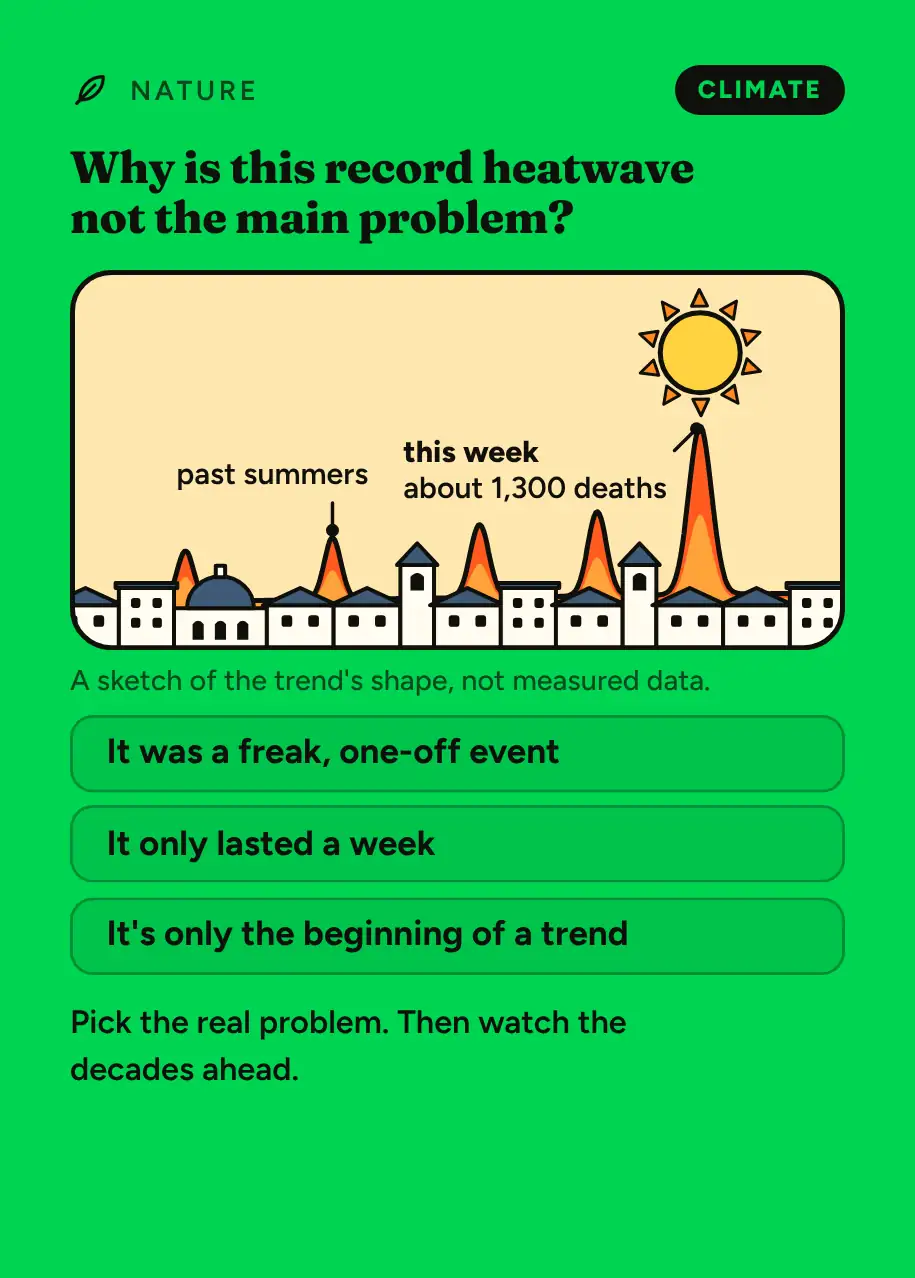 NATURE
CLIMATE
Why is this record heatwave
not the main problem?
this week
past summers
about 1,300 deaths
A sketch of the trend's shape, not measured data.
It was a freak, one-off event
It only lasted a week
It's only the beginning of a trend
Pick the real problem. Then watch the
decades ahead.